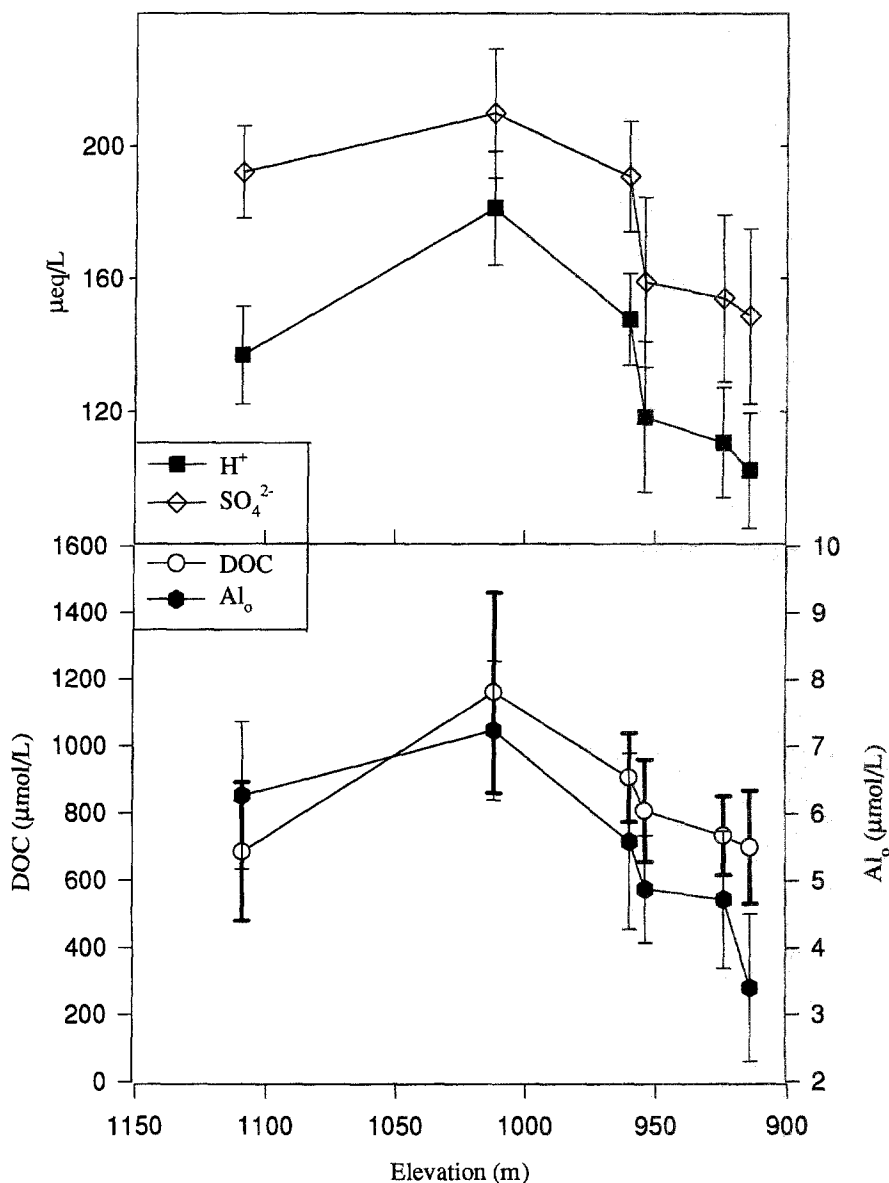 200
160
120
µeq/L
H⁺
SO₄²⁻
DOC
Alₒ
1600
1400
1200
1000
800
600
400
200
0
DOC (µmol/L)
10
9
8
7
6
5
4
3
2
Alₒ (µmol/L)
1150 1100 1050 1000 950 900
Elevation (m)